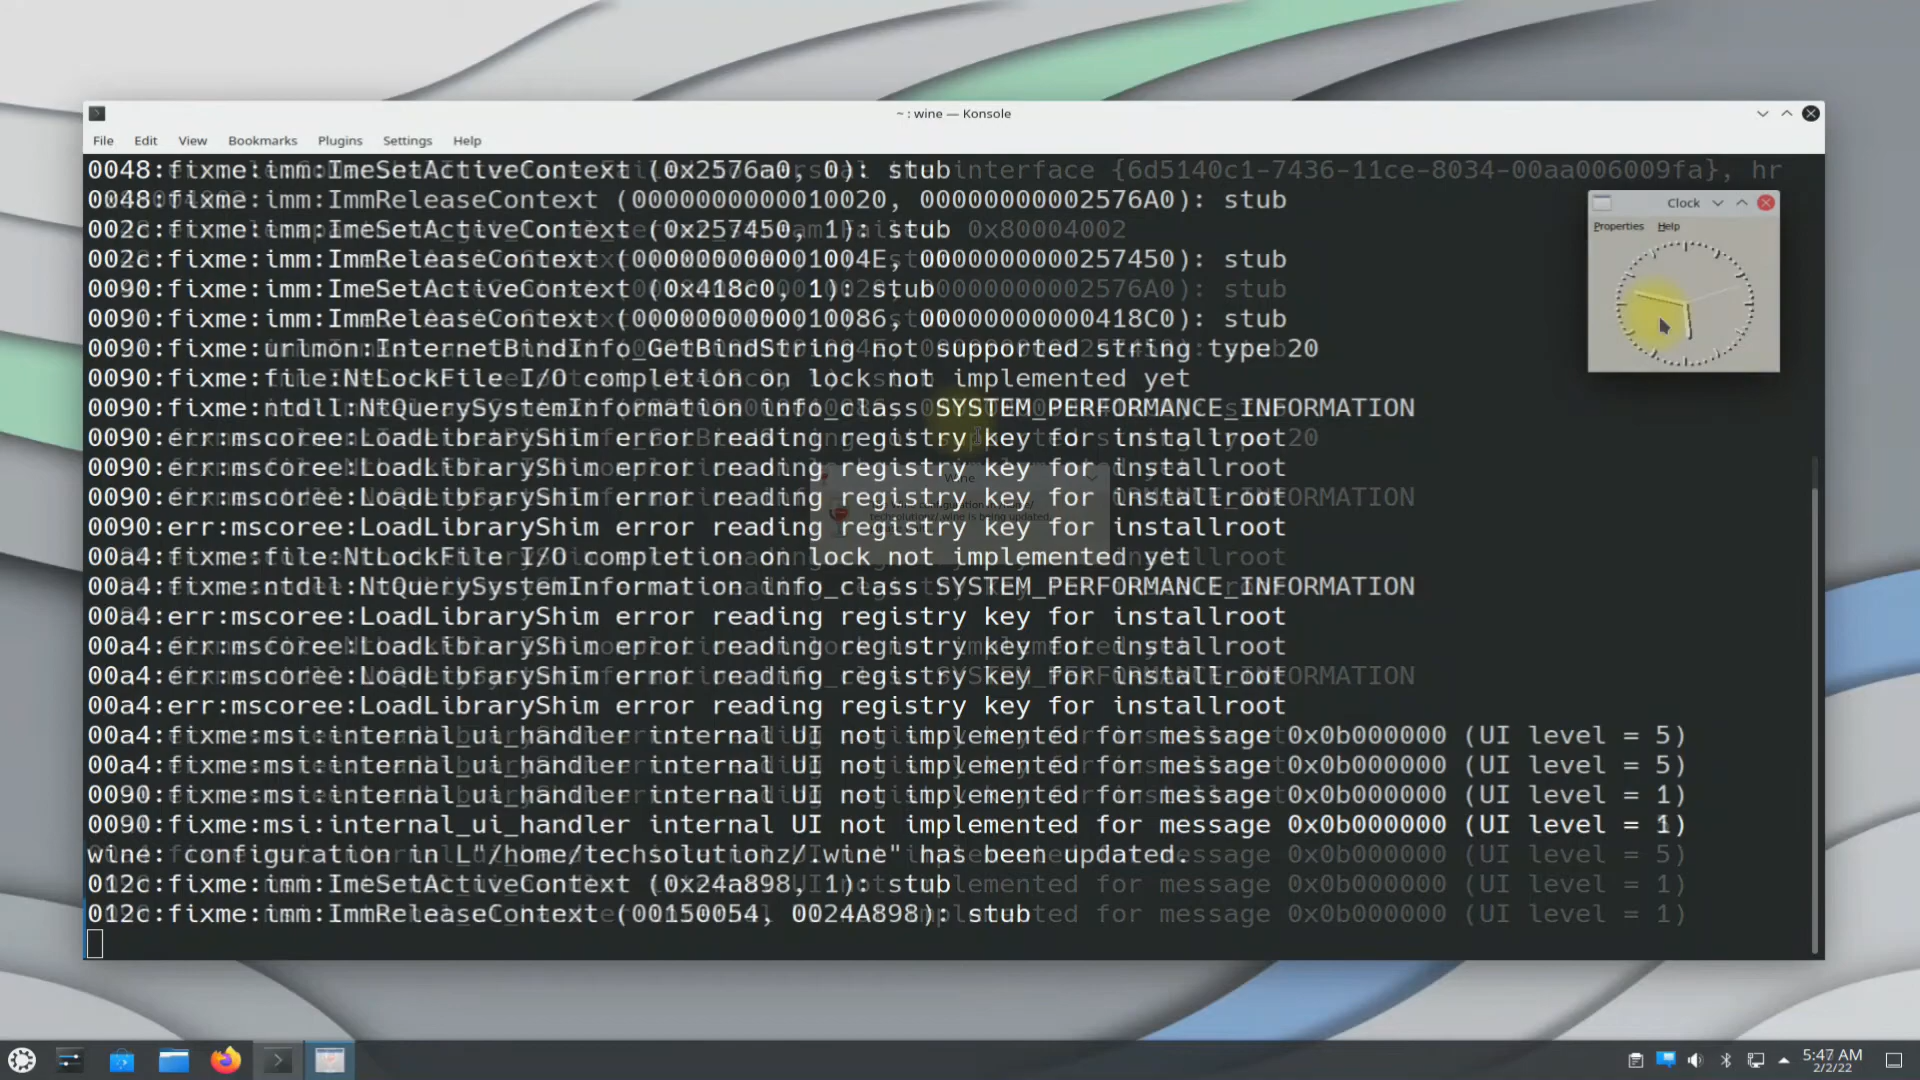 ~ : wine — Konsole
File Edit View Bookmarks Plugins Settings Help
0048:fixme:imm:ImeSetActiveContext (0x2576a0, 0): stub
interface {6d5140c1-7436-11ce-8034-00aa006009fa}, hr
0048:fixme:imm:ImmReleaseContext (0000000000010020, 00000000002576A0): stub
002c:fixme:imm:ImeSetActiveContext (0x257450, 1): stub
0x80004002
002c:fixme:imm:ImmReleaseContext (000000000001004E, 0000000000257450): stub
0090:fixme:imm:ImeSetActiveContext (0x418c0, 1): stub
0090:fixme:imm:ImmReleaseContext (0000000000010086, 00000000000418C0): stub
0090:fixme:urlmon:InternetBindInfo_GetBindString not supported string type 20
0090:fixme:file:NtLockFile I/O completion on lock not implemented yet
0090:fixme:ntdll:NtQuerySystemInformation info_class SYSTEM_PERFORMANCE_INFORMATION
0090:err:mscoree:LoadLibraryShim error reading registry key for installroot
0090:err:mscoree:LoadLibraryShim error reading registry key for installroot
0090:err:mscoree:LoadLibraryShim error reading registry key for installroot
0090:err:mscoree:LoadLibraryShim error reading registry key for installroot
00a4:fixme:file:NtLockFile I/O completion on lock not implemented yet
00a4:fixme:ntdll:NtQuerySystemInformation info_class SYSTEM_PERFORMANCE_INFORMATION
00a4:err:mscoree:LoadLibraryShim error reading registry key for installroot
00a4:err:mscoree:LoadLibraryShim error reading registry key for installroot
00a4:err:mscoree:LoadLibraryShim error reading registry key for installroot
00a4:err:mscoree:LoadLibraryShim error reading registry key for installroot
00a4:fixme:msi:internal_ui_handler internal UI not implemented for message 0x0b000000 (UI level = 5)
00a4:fixme:msi:internal_ui_handler internal UI not implemented for message 0x0b000000 (UI level = 5)
0090:fixme:msi:internal_ui_handler internal UI not implemented for message 0x0b000000 (UI level = 1)
0090:fixme:msi:internal_ui_handler internal UI not implemented for message 0x0b000000 (UI level = 1)
wine: configuration in L"/home/techsolutionz/.wine" has been updated.
012c:fixme:imm:ImeSetActiveContext (0x24a898, 1): stub
012c:fixme:imm:ImmReleaseContext (00150054, 0024A898): stub
Clock
Properties Help
Wine
5:47 AM
2/2/22